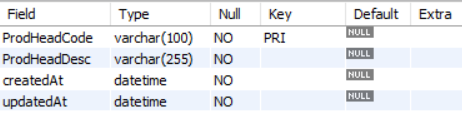 Field Type Null Key Default Extra
ProdHeadCode varchar(100) NO PRI NULL
ProdHeadDesc varchar(255) NO NULL
createdAt datetime NO NULL
updatedAt datetime NO NULL